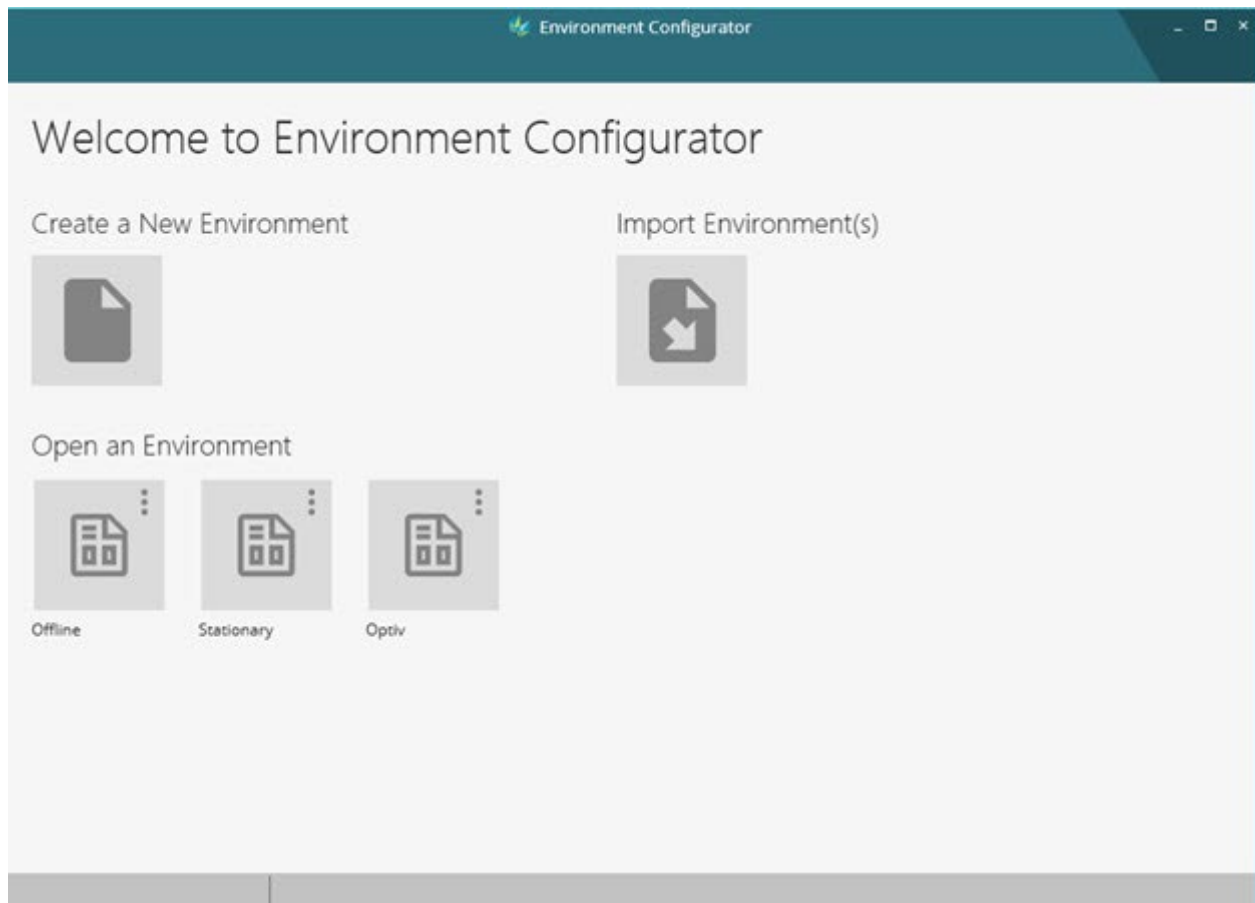 Environment Configurator
Welcome to Environment Configurator
Create a New Environment
Import Environment(s)
Open an Environment
Offline
Stationary
Optiv